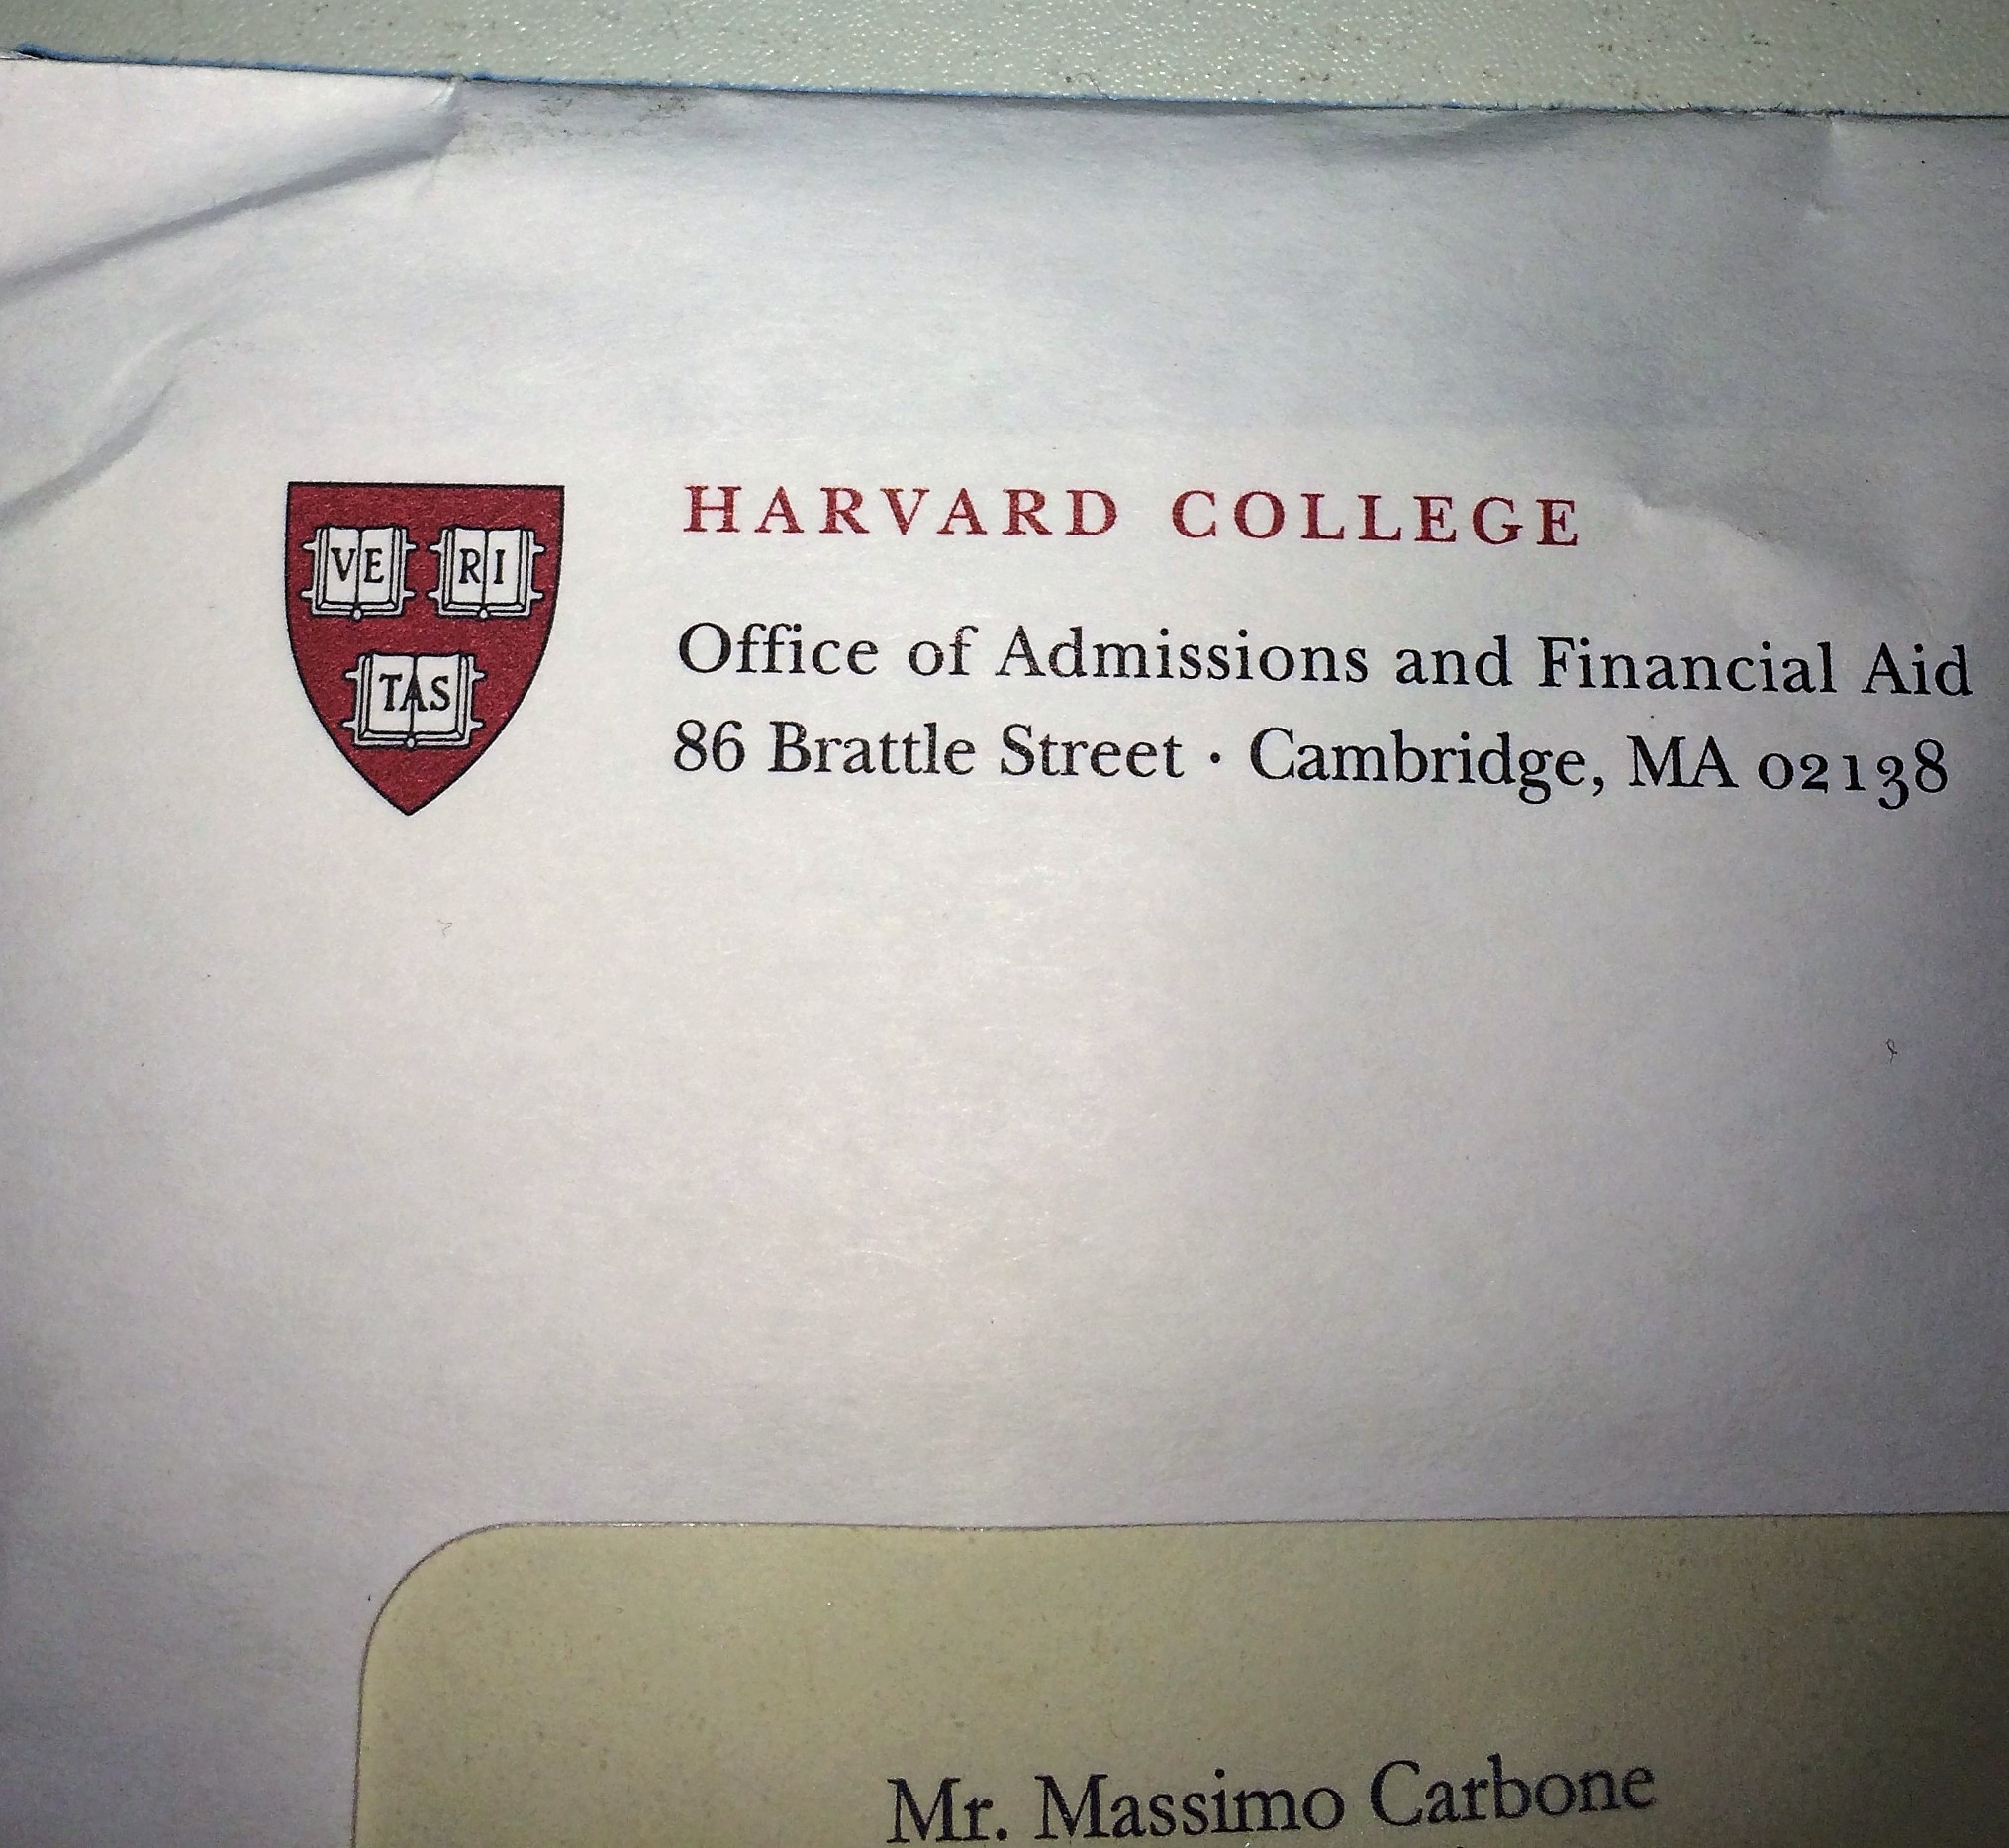 VE RI
TAS
HARVARD COLLEGE
Office of Admissions and Financial Aid
86 Brattle Street · Cambridge, MA 02138
Mr. Massimo Carbone